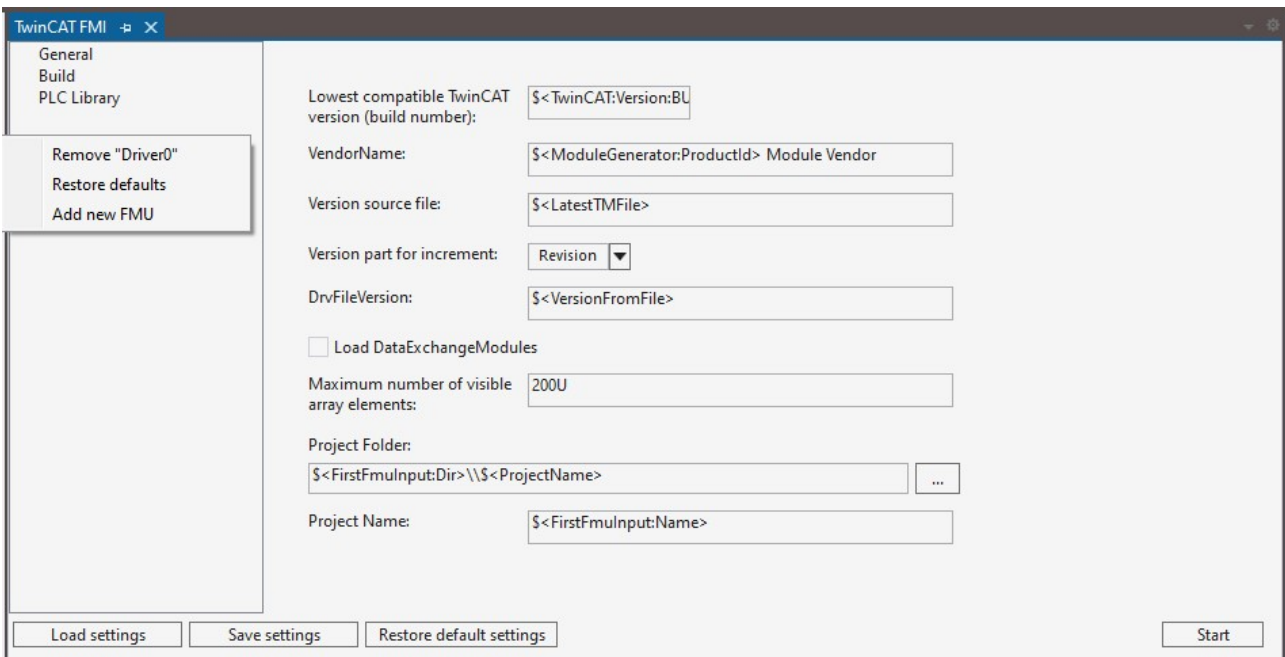 TwinCAT FMI
General
Build
PLC Library
Remove "Driver0"
Restore defaults
Add new FMU
Lowest compatible TwinCAT
version (build number):
$<TwinCAT:Version:BU
VendorName:
$<ModuleGenerator:ProductId> Module Vendor
Version source file:
$<LatestTMFile>
Version part for increment:
Revision
DrvFileVersion:
$<VersionFromFile>
Load DataExchangeModules
Maximum number of visible
array elements:
200U
Project Folder:
$<FirstFmuInput:Dir>\\$<ProjectName>
...
Project Name:
$<FirstFmuInput:Name>
Load settings
Save settings
Restore default settings
Start